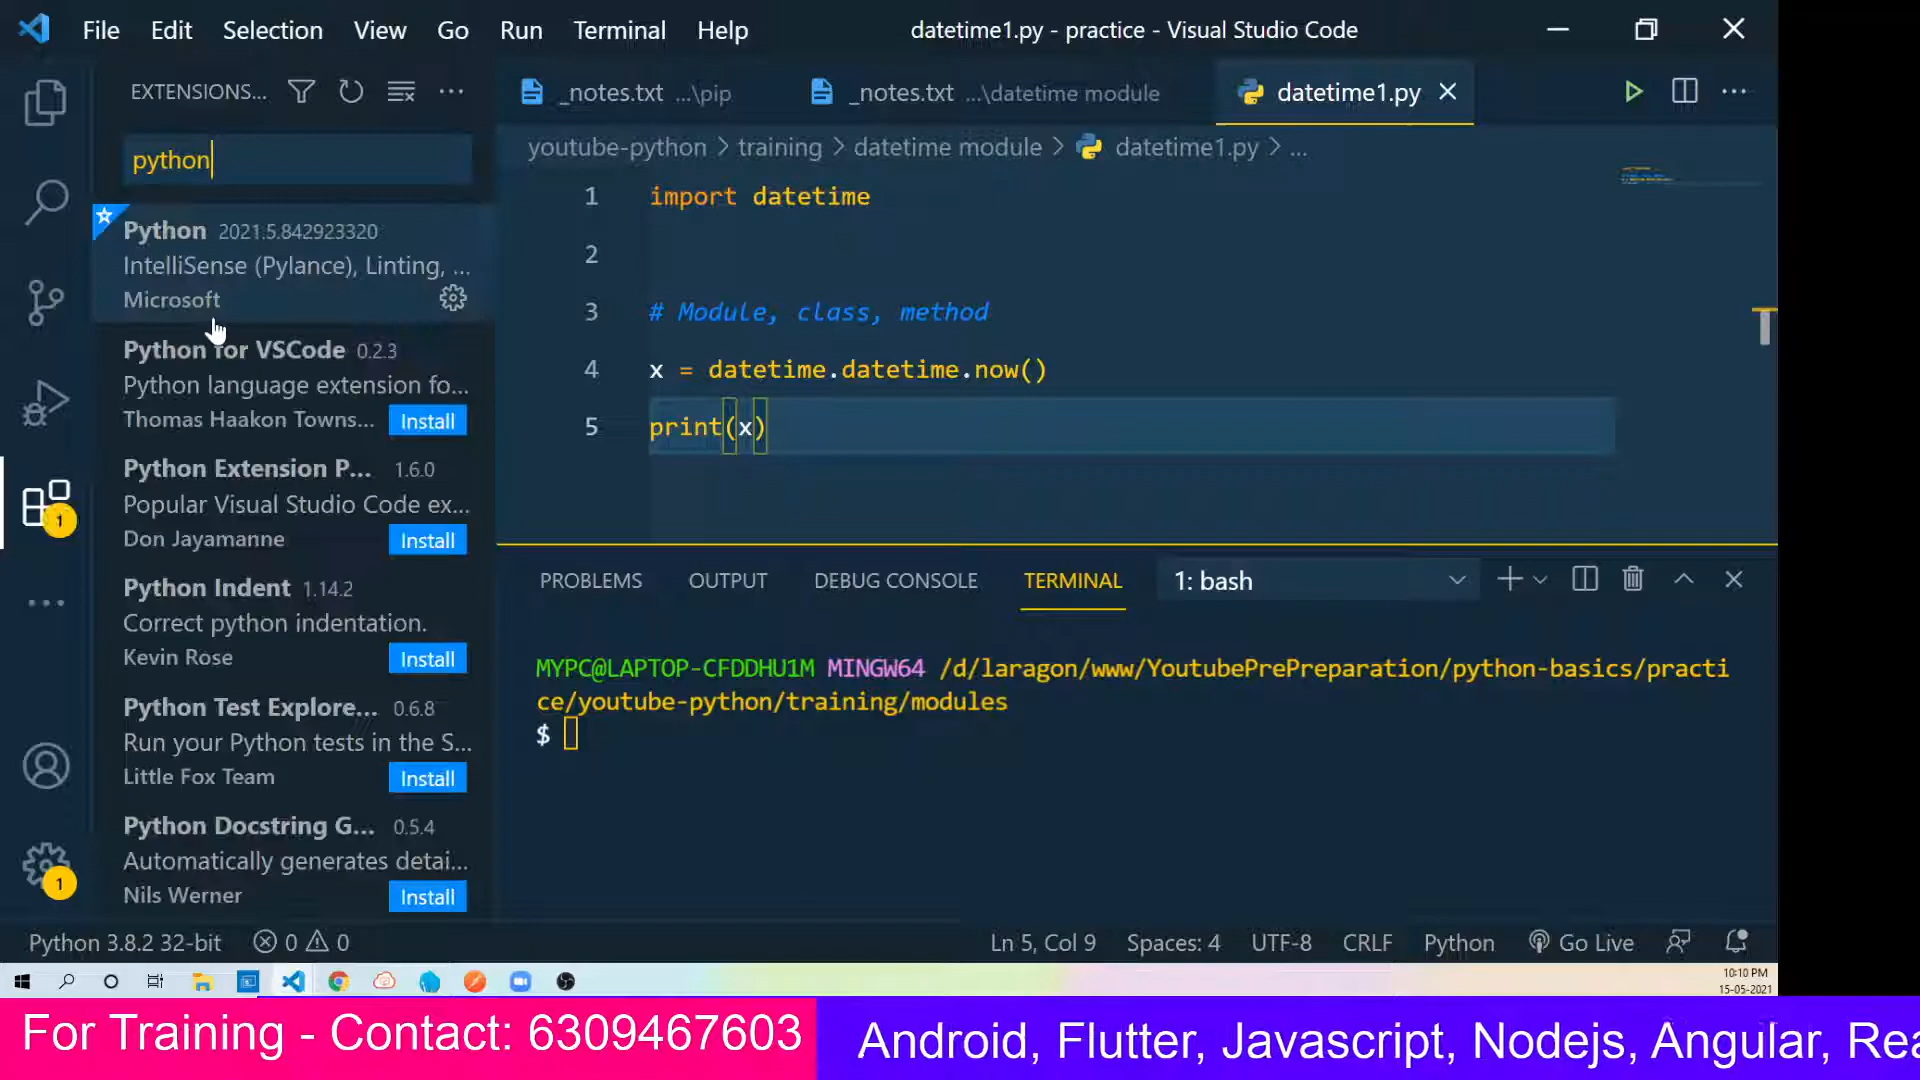 File Edit Selection View Go Run Terminal Help
datetime1.py - practice - Visual Studio Code
EXTENSIONS...
python
Python 2021.5.842923320
IntelliSense (Pylance), Linting, ...
Microsoft
Python for VSCode 0.2.3
Python language extension fo...
Thomas Haakon Towns... Install
Python Extension P... 1.6.0
Popular Visual Studio Code ex...
Don Jayamanne Install
Python Indent 1.14.2
Correct python indentation.
Kevin Rose Install
Python Test Explore... 0.6.8
Run your Python tests in the S...
Little Fox Team Install
Python Docstring G... 0.5.4
Automatically generates detai...
Nils Werner Install
_notes.txt ...\pip _notes.txt ...\datetime module datetime1.py
youtube-python > training > datetime module > datetime1.py > ...
1 import datetime
2
3 # Module, class, method
4 x = datetime.datetime.now()
5 print(x)
PROBLEMS OUTPUT DEBUG CONSOLE TERMINAL 1: bash
MYPC@LAPTOP-CFDDHU1M MINGW64 /d/laragon/www/YoutubePrePreparation/python-basics/practi
ce/youtube-python/training/modules
$
1
1
Python 3.8.2 32-bit 0 0 Ln 5, Col 9 Spaces: 4 UTF-8 CRLF Python Go Live
10:10 PM
15-05-2021
For Training - Contact: 6309467603
Android, Flutter, Javascript, Nodejs, Angular, Rea